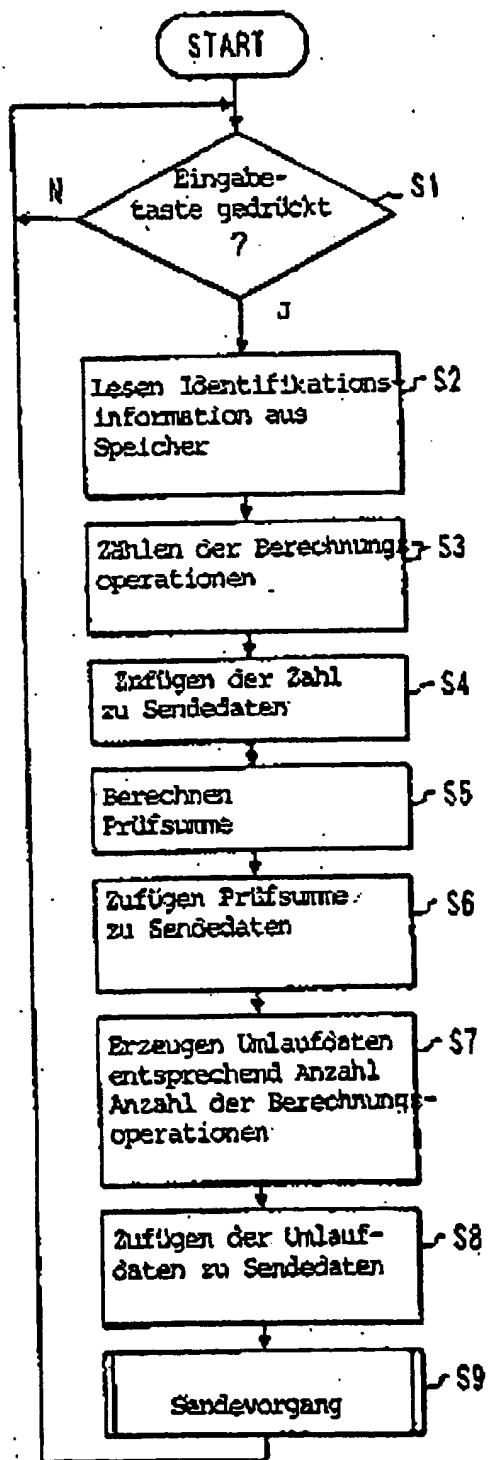 START
N
Eingabe-
taste gedrückt
?
S1
J
Lesen Identifikations-
information aus
Speicher
S2
Zählen der Berechnungs-
operationen
S3
Zufügen der Zahl
zu Sendedaten
S4
Berechnen
Prüfsumme
S5
Zufügen Prüfsumme
zu Sendedaten
S6
Erzeugen Umlaufdaten
entsprechend Anzahl
Anzahl der Berechnungs-
operationen
S7
Zufügen der Umlauf-
daten zu Sendedaten
S8
Sendevorgang
S9